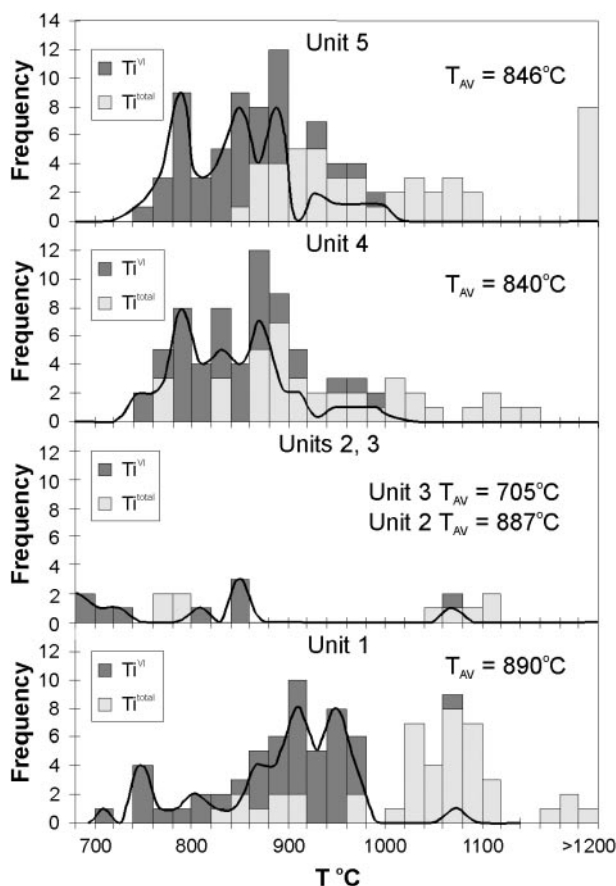 14
12
10
8
6
4
2
0
Frequency
Ti^VI
Ti^total
Unit 5
T_AV = 846°C
12
10
8
6
4
2
0
Frequency
Ti^VI
Ti^total
Unit 4
T_AV = 840°C
12
10
8
6
4
2
0
Frequency
Ti^VI
Ti^total
Units 2, 3
Unit 3 T_AV = 705°C
Unit 2 T_AV = 887°C
12
10
8
6
4
2
0
Frequency
Ti^VI
Ti^total
Unit 1
T_AV = 890°C
700 800 900 1000 1100 >1200
T °C